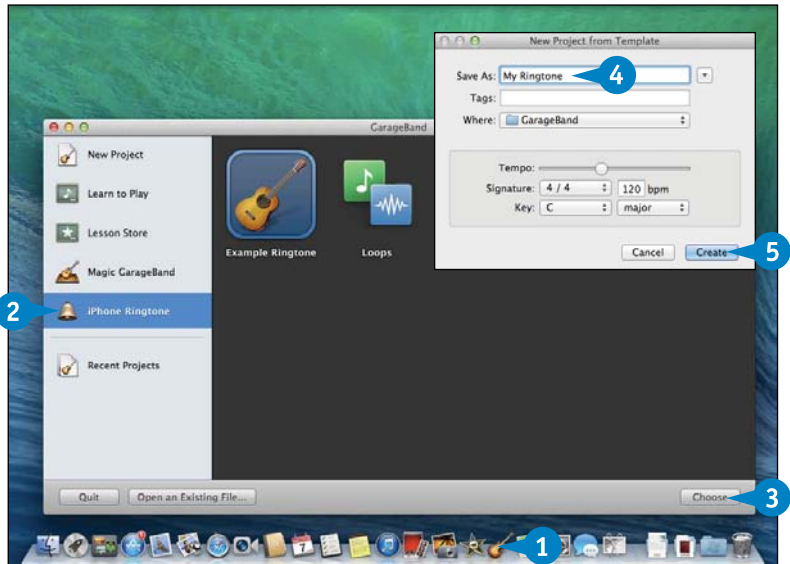 New Project from Template
Save As: My Ringtone
4
Tags:
Where: GarageBand
Tempo:
Signature: 4 / 4 120 bpm
Key: C major
Cancel Create
5
GarageBand
New Project
Learn to Play
Lesson Store
Magic GarageBand
2
iPhone Ringtone
Recent Projects
Example Ringtone Loops
Quit Open an Existing File... Choose
3
7
1